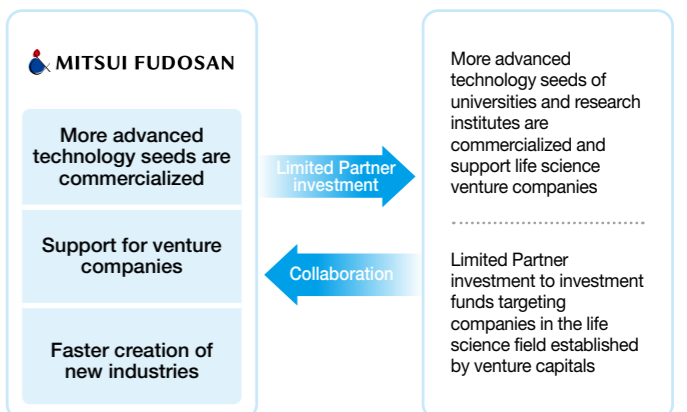 MITSUI FUDOSAN
More advanced
technology seeds are
commercialized
Support for venture
companies
Faster creation of
new industries
Limited Partner
investment
Collaboration
More advanced
technology seeds of
universities and research
institutes are
commercialized and
support life science
venture companies
Limited Partner
investment to investment
funds targeting
companies in the life
science field established
by venture capitals